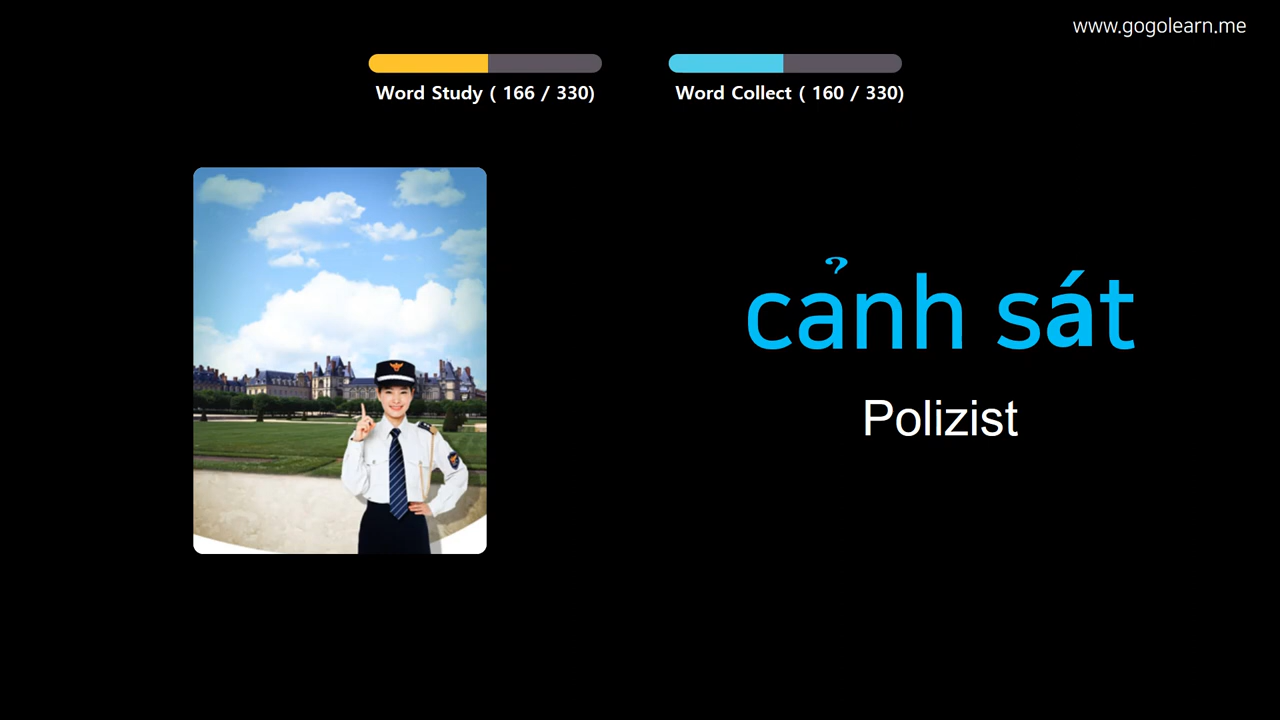 www.gogolearn.me
Word Study ( 166 / 330)
Word Collect ( 160 / 330)
cảnh sát
Polizist